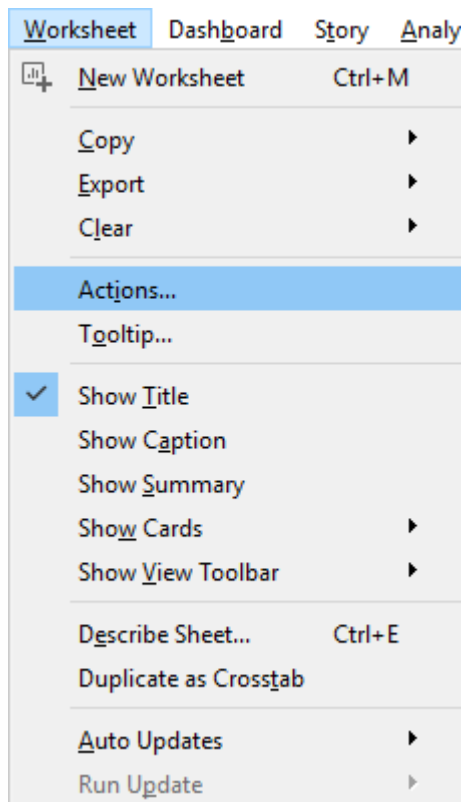 Worksheet Dashboard Story Analy
New Worksheet Ctrl+M
Copy
Export
Clear
Actions...
Tooltip...
Show Title
Show Caption
Show Summary
Show Cards
Show View Toolbar
Describe Sheet... Ctrl+E
Duplicate as Crosstab
Auto Updates
Run Update